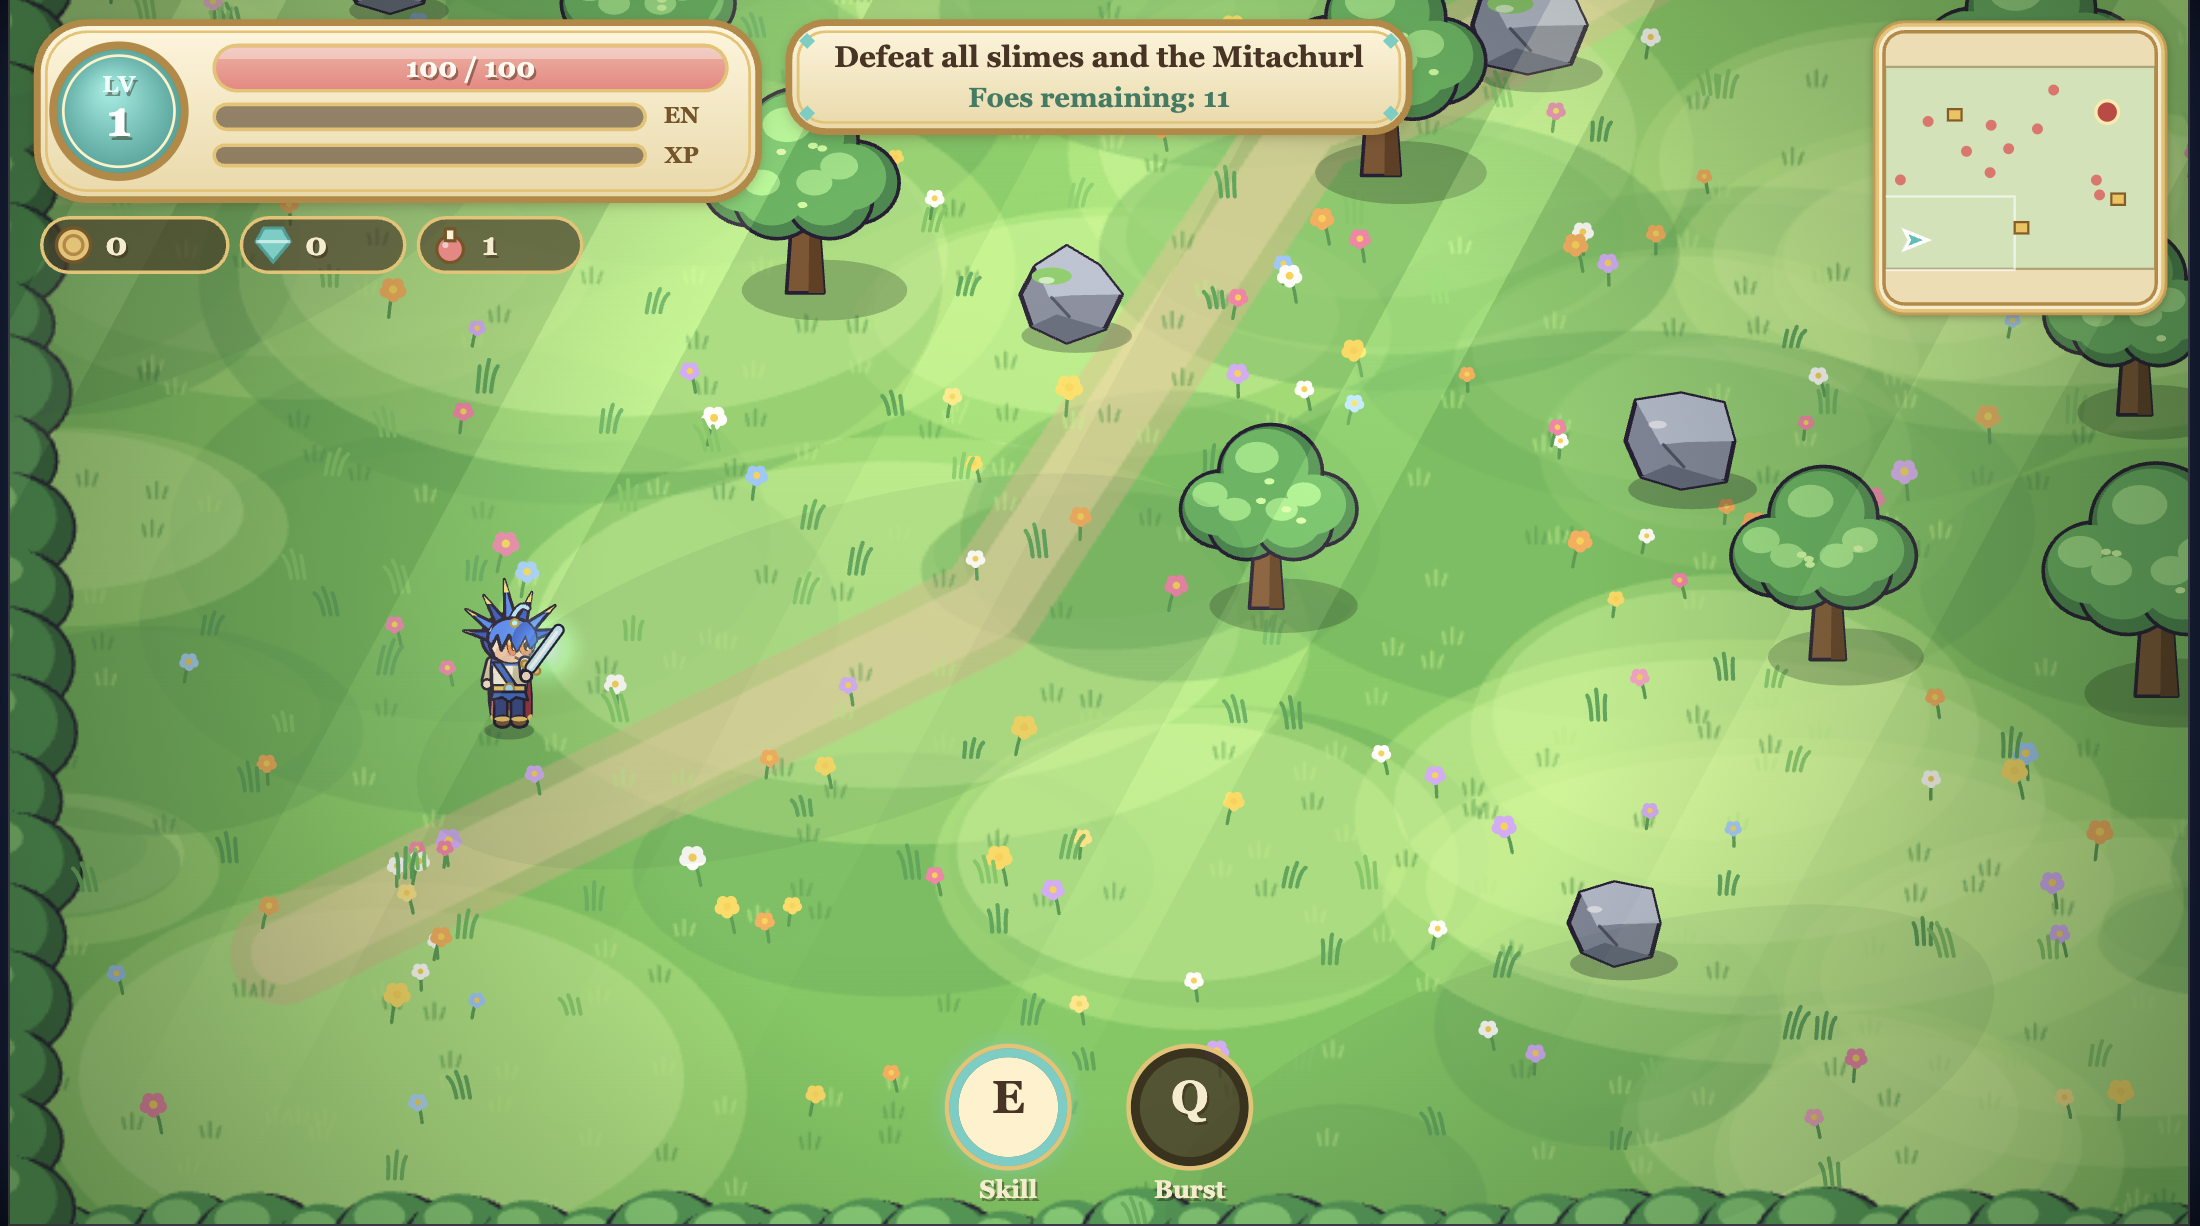 LV
1
100 / 100
EN
XP
0
0
1
Defeat all slimes and the Mitachurl
Foes remaining: 11
E
Skill
Q
Burst